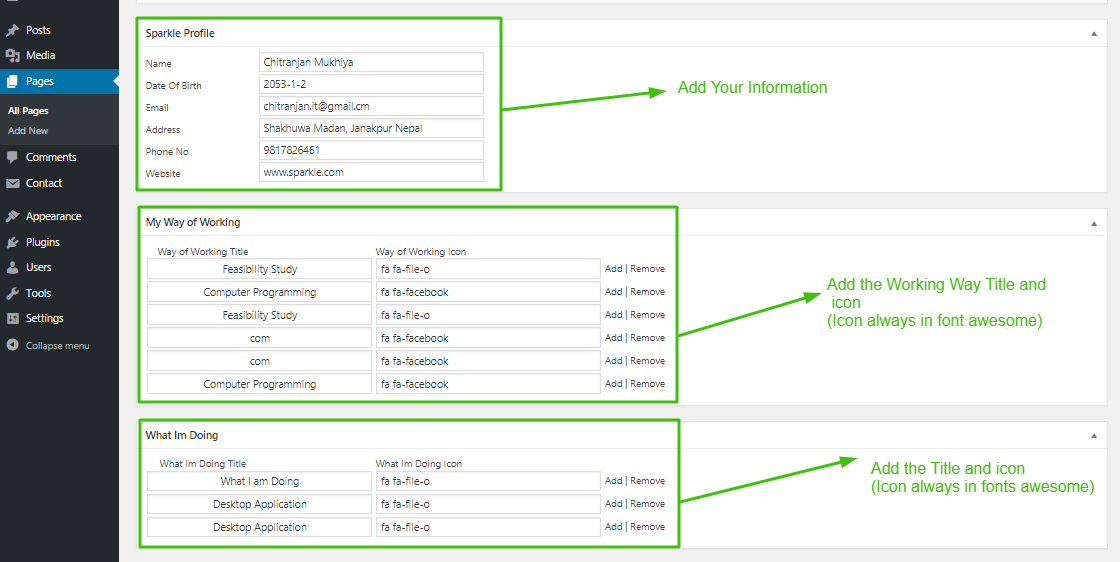 Posts
Media
Pages
All Pages
Add New
Comments
Contact
Appearance
Plugins
Users
Tools
Settings
Collapse menu
Sparkle Profile
Name Chitranjan Mukhiya
Date Of Birth 2053-1-2
Email chitranjan.it@gmail.cm
Address Shakhuwa Madan, Janakpur Nepal
Phone No 9817826461
Website www.sparkle.com
Add Your Information
My Way of Working
Way of Working Title Way of Working Icon
Feasibility Study fa fa-file-o Add | Remove
Computer Programming fa fa-facebook Add | Remove
Feasibility Study fa fa-file-o Add | Remove
com fa fa-facebook Add | Remove
com fa fa-facebook Add | Remove
Computer Programming fa fa-facebook Add | Remove
Add the Working Way Title and
icon
(Icon always in font awesome)
What Im Doing
What Im Doing Title What Im Doing Icon
What I am Doing fa fa-file-o Add | Remove
Desktop Application fa fa-file-o Add | Remove
Desktop Application fa fa-file-o Add | Remove
Add the Title and icon
(Icon always in fonts awesome)